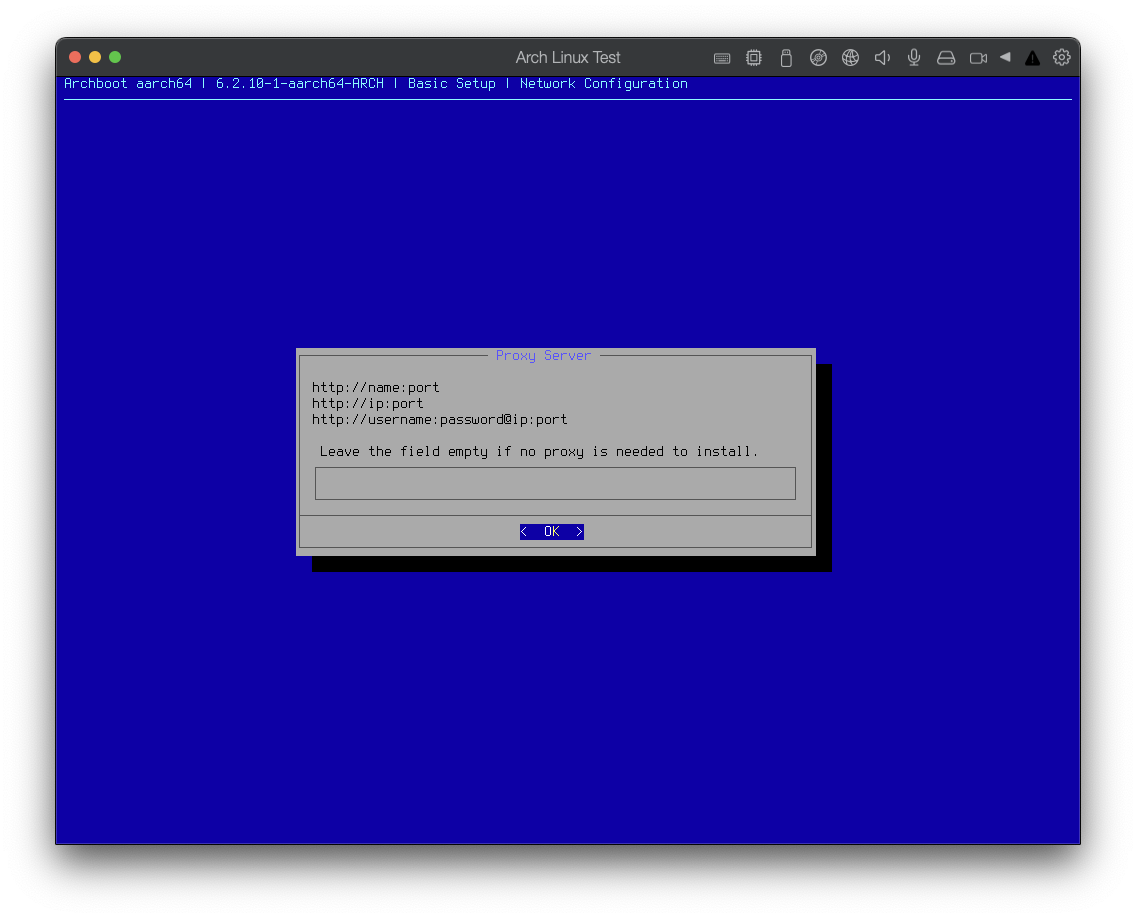 Arch Linux Test
Archboot aarch64 | 6.2.10-1-aarch64-ARCH | Basic Setup | Network Configuration
Proxy Server
http://name:port
http://ip:port
http://username:password@ip:port
Leave the field empty if no proxy is needed to install.
< OK >